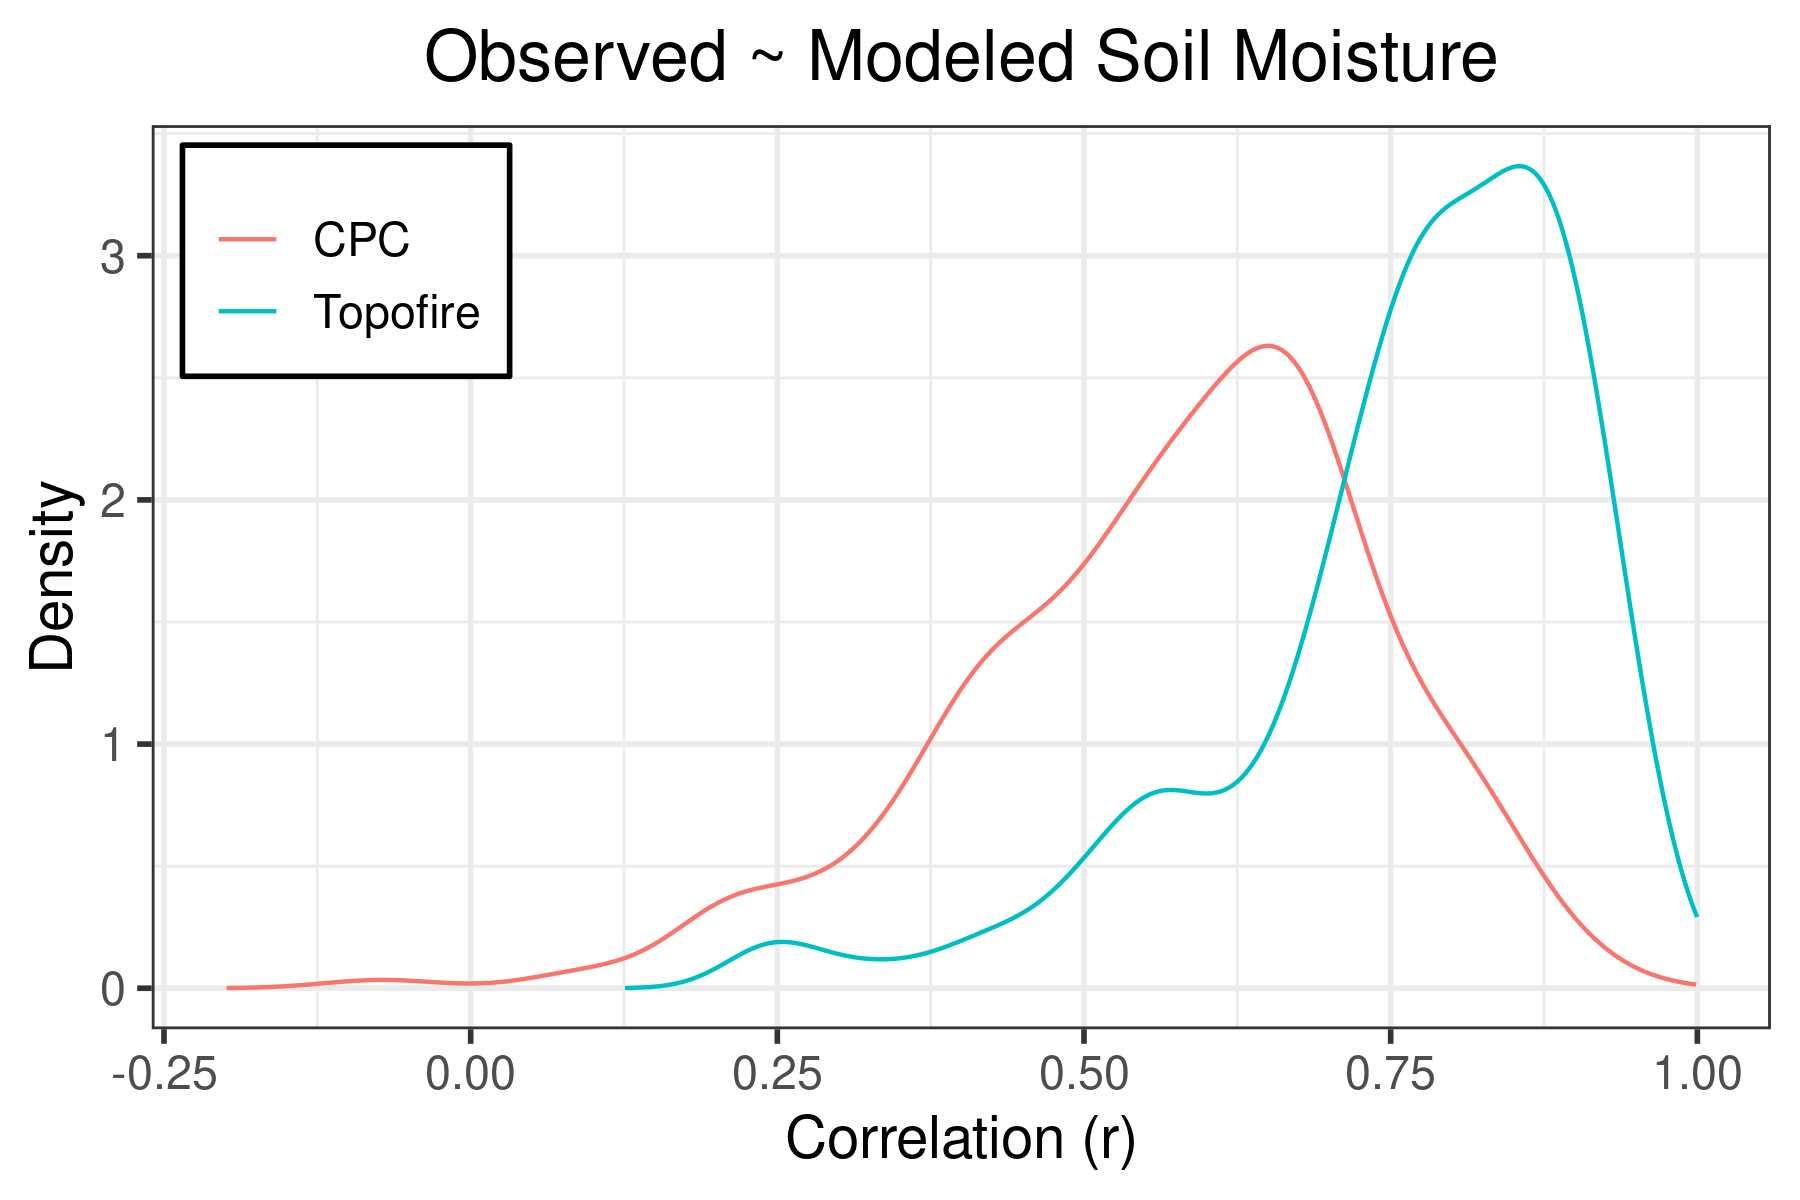 Observed ~ Modeled Soil Moisture
CPC
Topofire
Density
3
2
1
0
-0.25 0.00 0.25 0.50 0.75 1.00
Correlation (r)